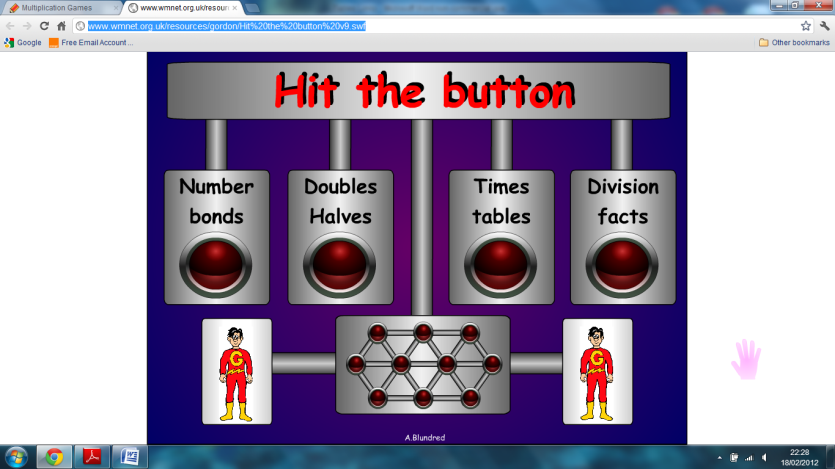 Multiplication Games
www.wmnet.org.uk/resour
www.wmnet.org.uk/resources/gordon/Hit%20the%20button%20v9.swf
Google
Free Email Account ...
Other bookmarks
Hit the button
Number
bonds
Doubles
Halves
Times
tables
Division
facts
G
G
A.Blundred
W
22:28
18/02/2012